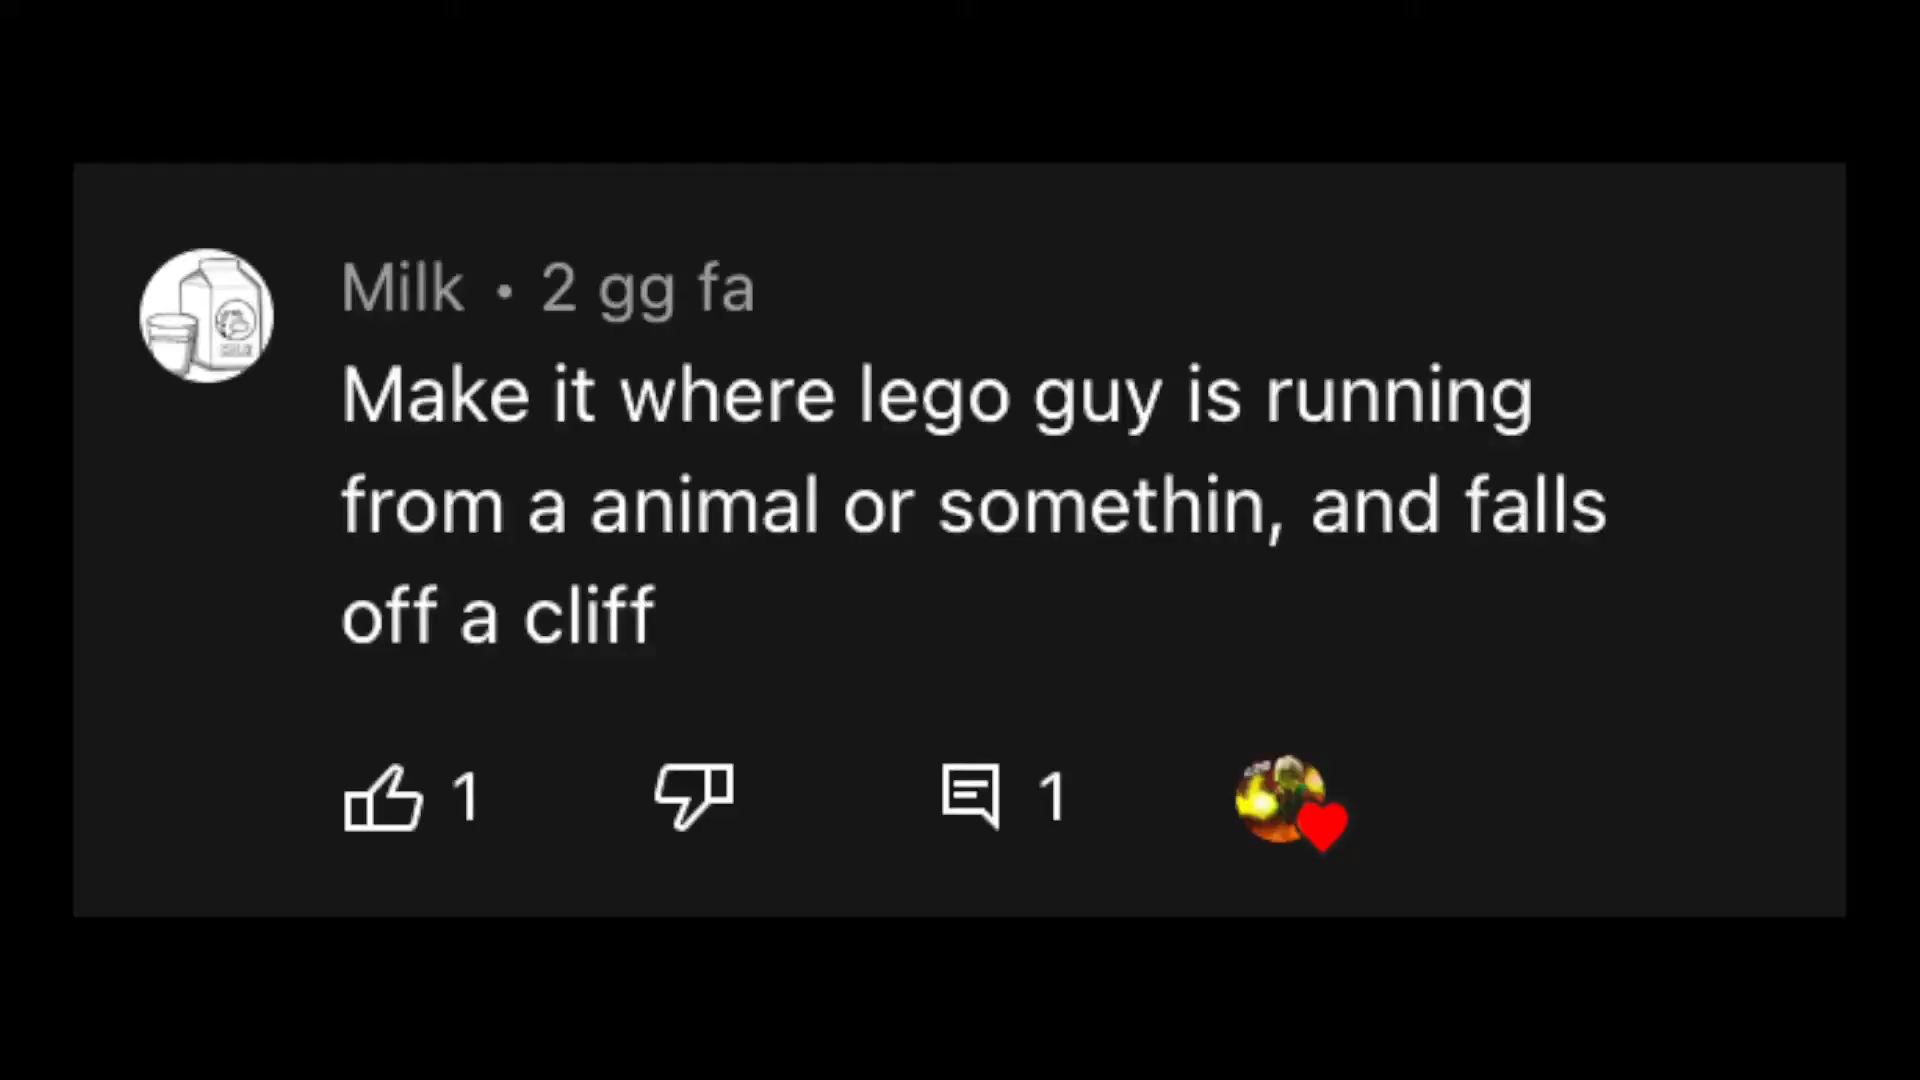 Milk • 2 gg fa
Make it where lego guy is running
from a animal or somethin, and falls
off a cliff
1 1